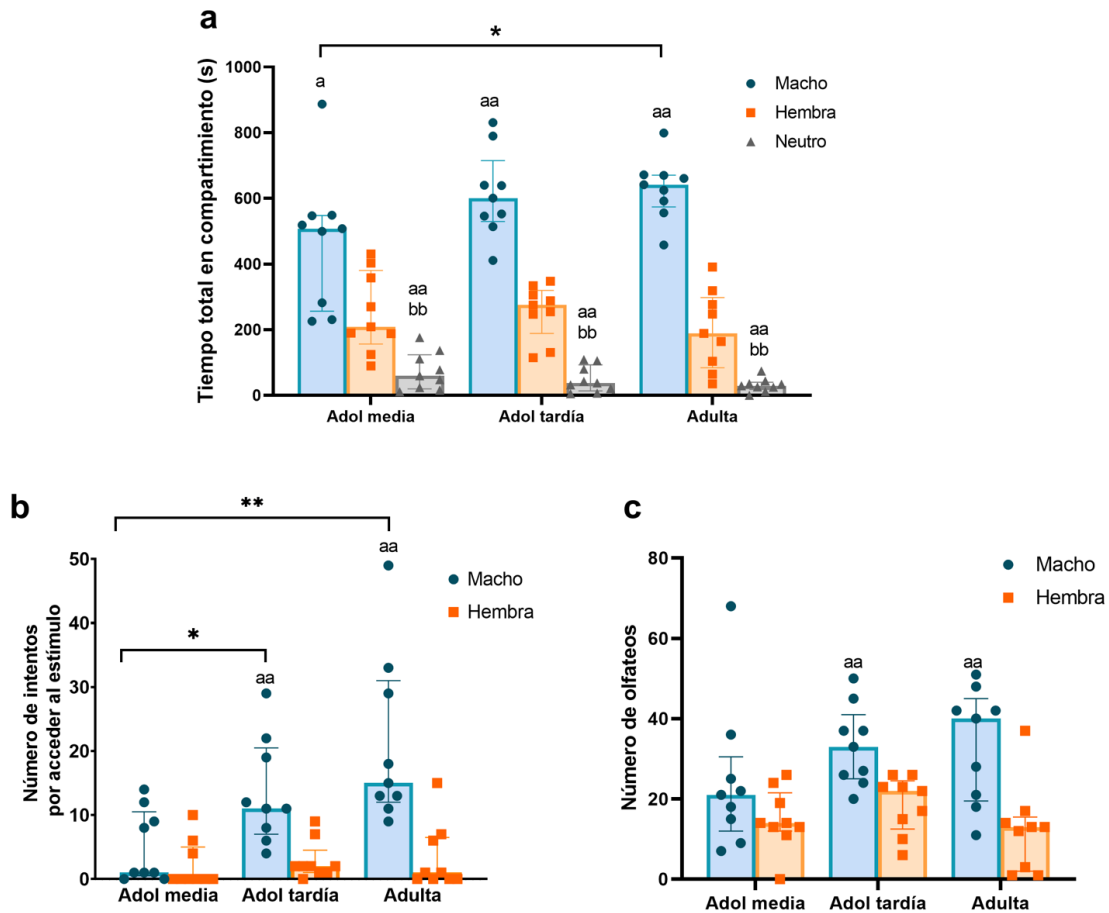 a
*
Tiempo total en compartimiento (s)
1000
800
600
400
200
0
a
aa
bb
aa
aa
bb
aa
aa
bb
Macho
Hembra
Neutro
Adol media
Adol tardía
Adulta
b
**
*
Número de intentos
por acceder al estímulo
50
40
30
20
10
0
aa
aa
Macho
Hembra
Adol media
Adol tardía
Adulta
c
Número de olfateos
80
60
40
20
0
aa
aa
Macho
Hembra
Adol media
Adol tardía
Adulta